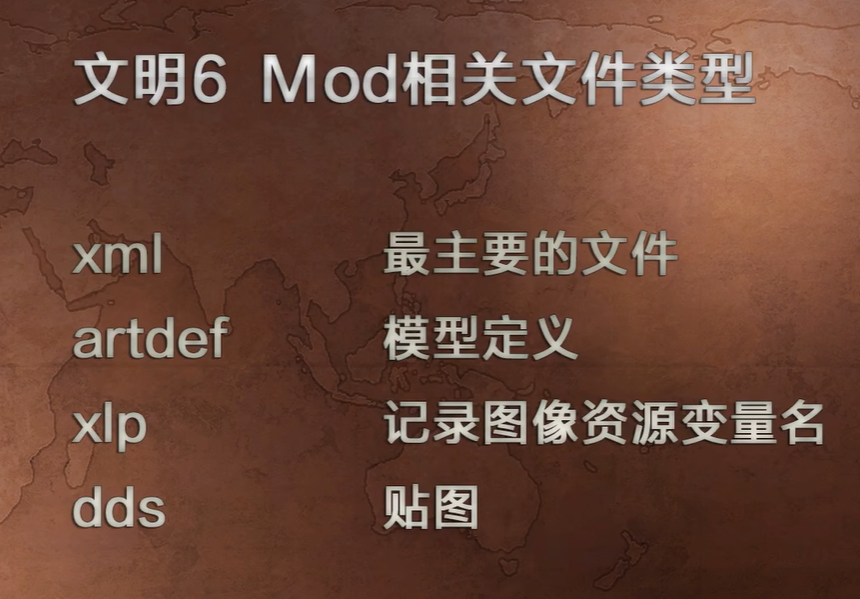 文明6 Mod相关文件类型
xml 最主要的文件
artdef 模型定义
xlp 记录图像资源变量名
dds 贴图